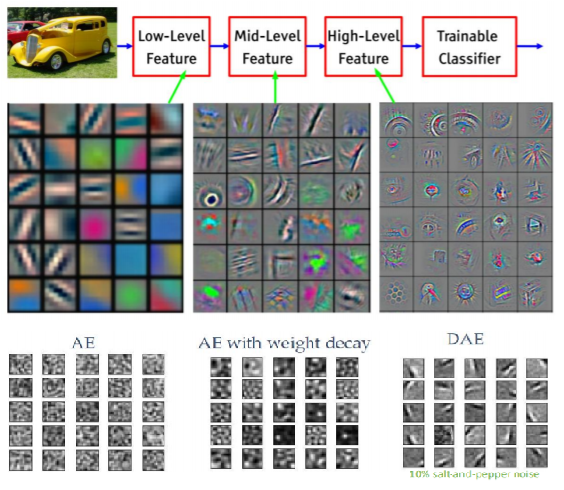 Low-Level
Feature
Mid-Level
Feature
High-Level
Feature
Trainable
Classifier
AE
AE with weight decay
DAE
10% salt-and-pepper noise